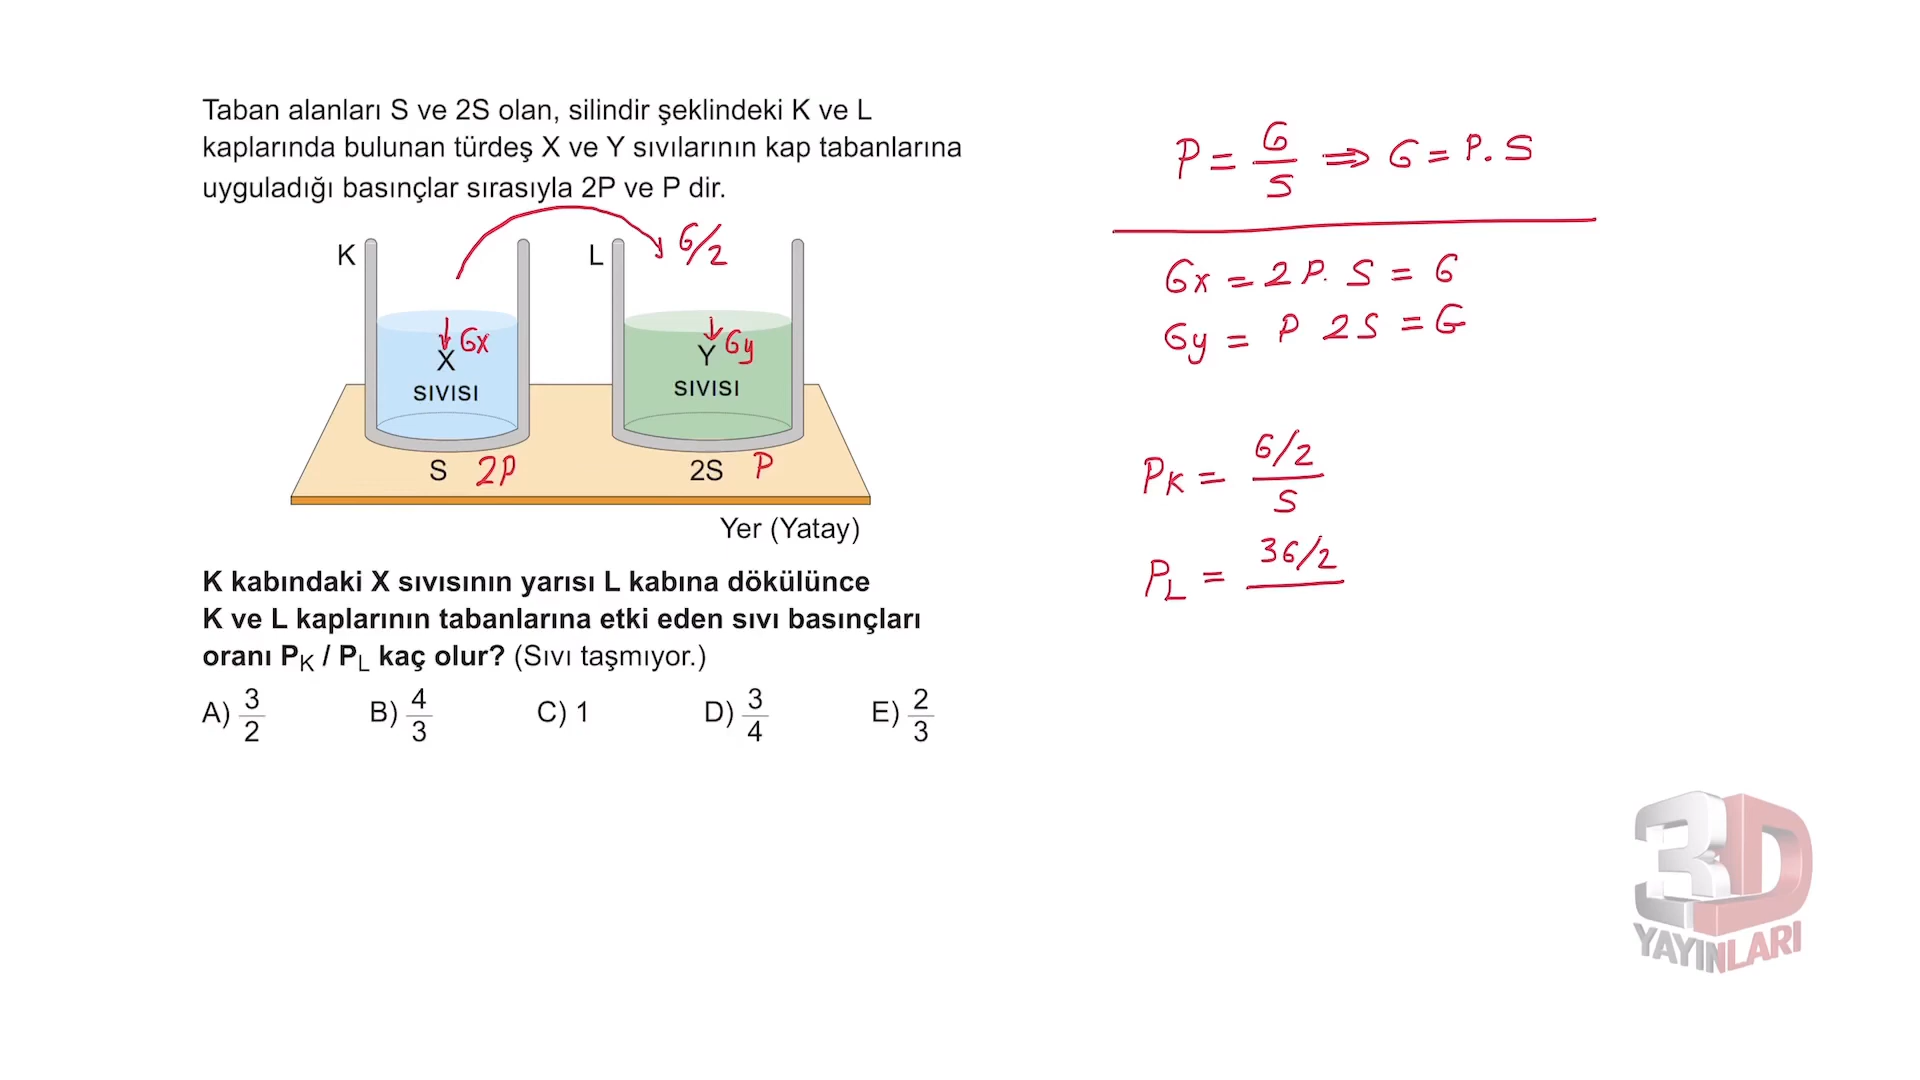 Taban alanları S ve 2S olan, silindir şeklindeki K ve L
kaplarında bulunan türdeş X ve Y sıvılarının kap tabanlarına
uyguladığı basınçlar sırasıyla 2P ve P dir.
K
L
G/2
X
SIVISI
Gx
Y
SIVISI
Gy
S 2P
2S P
Yer (Yatay)
K kabındaki X sıvısının yarısı L kabına dökülünce
K ve L kaplarının tabanlarına etki eden sıvı basınçları
oranı PK / PL kaç olur? (Sıvı taşmıyor.)
A) 3/2 B) 4/3 C) 1 D) 3/4 E) 2/3
P = G/S ⇒ G = P. S
Gx = 2 P. S = G
Gy = P 2S = G
PK = G/2 / S
PL = 3G/2
3D
YAYINLARI